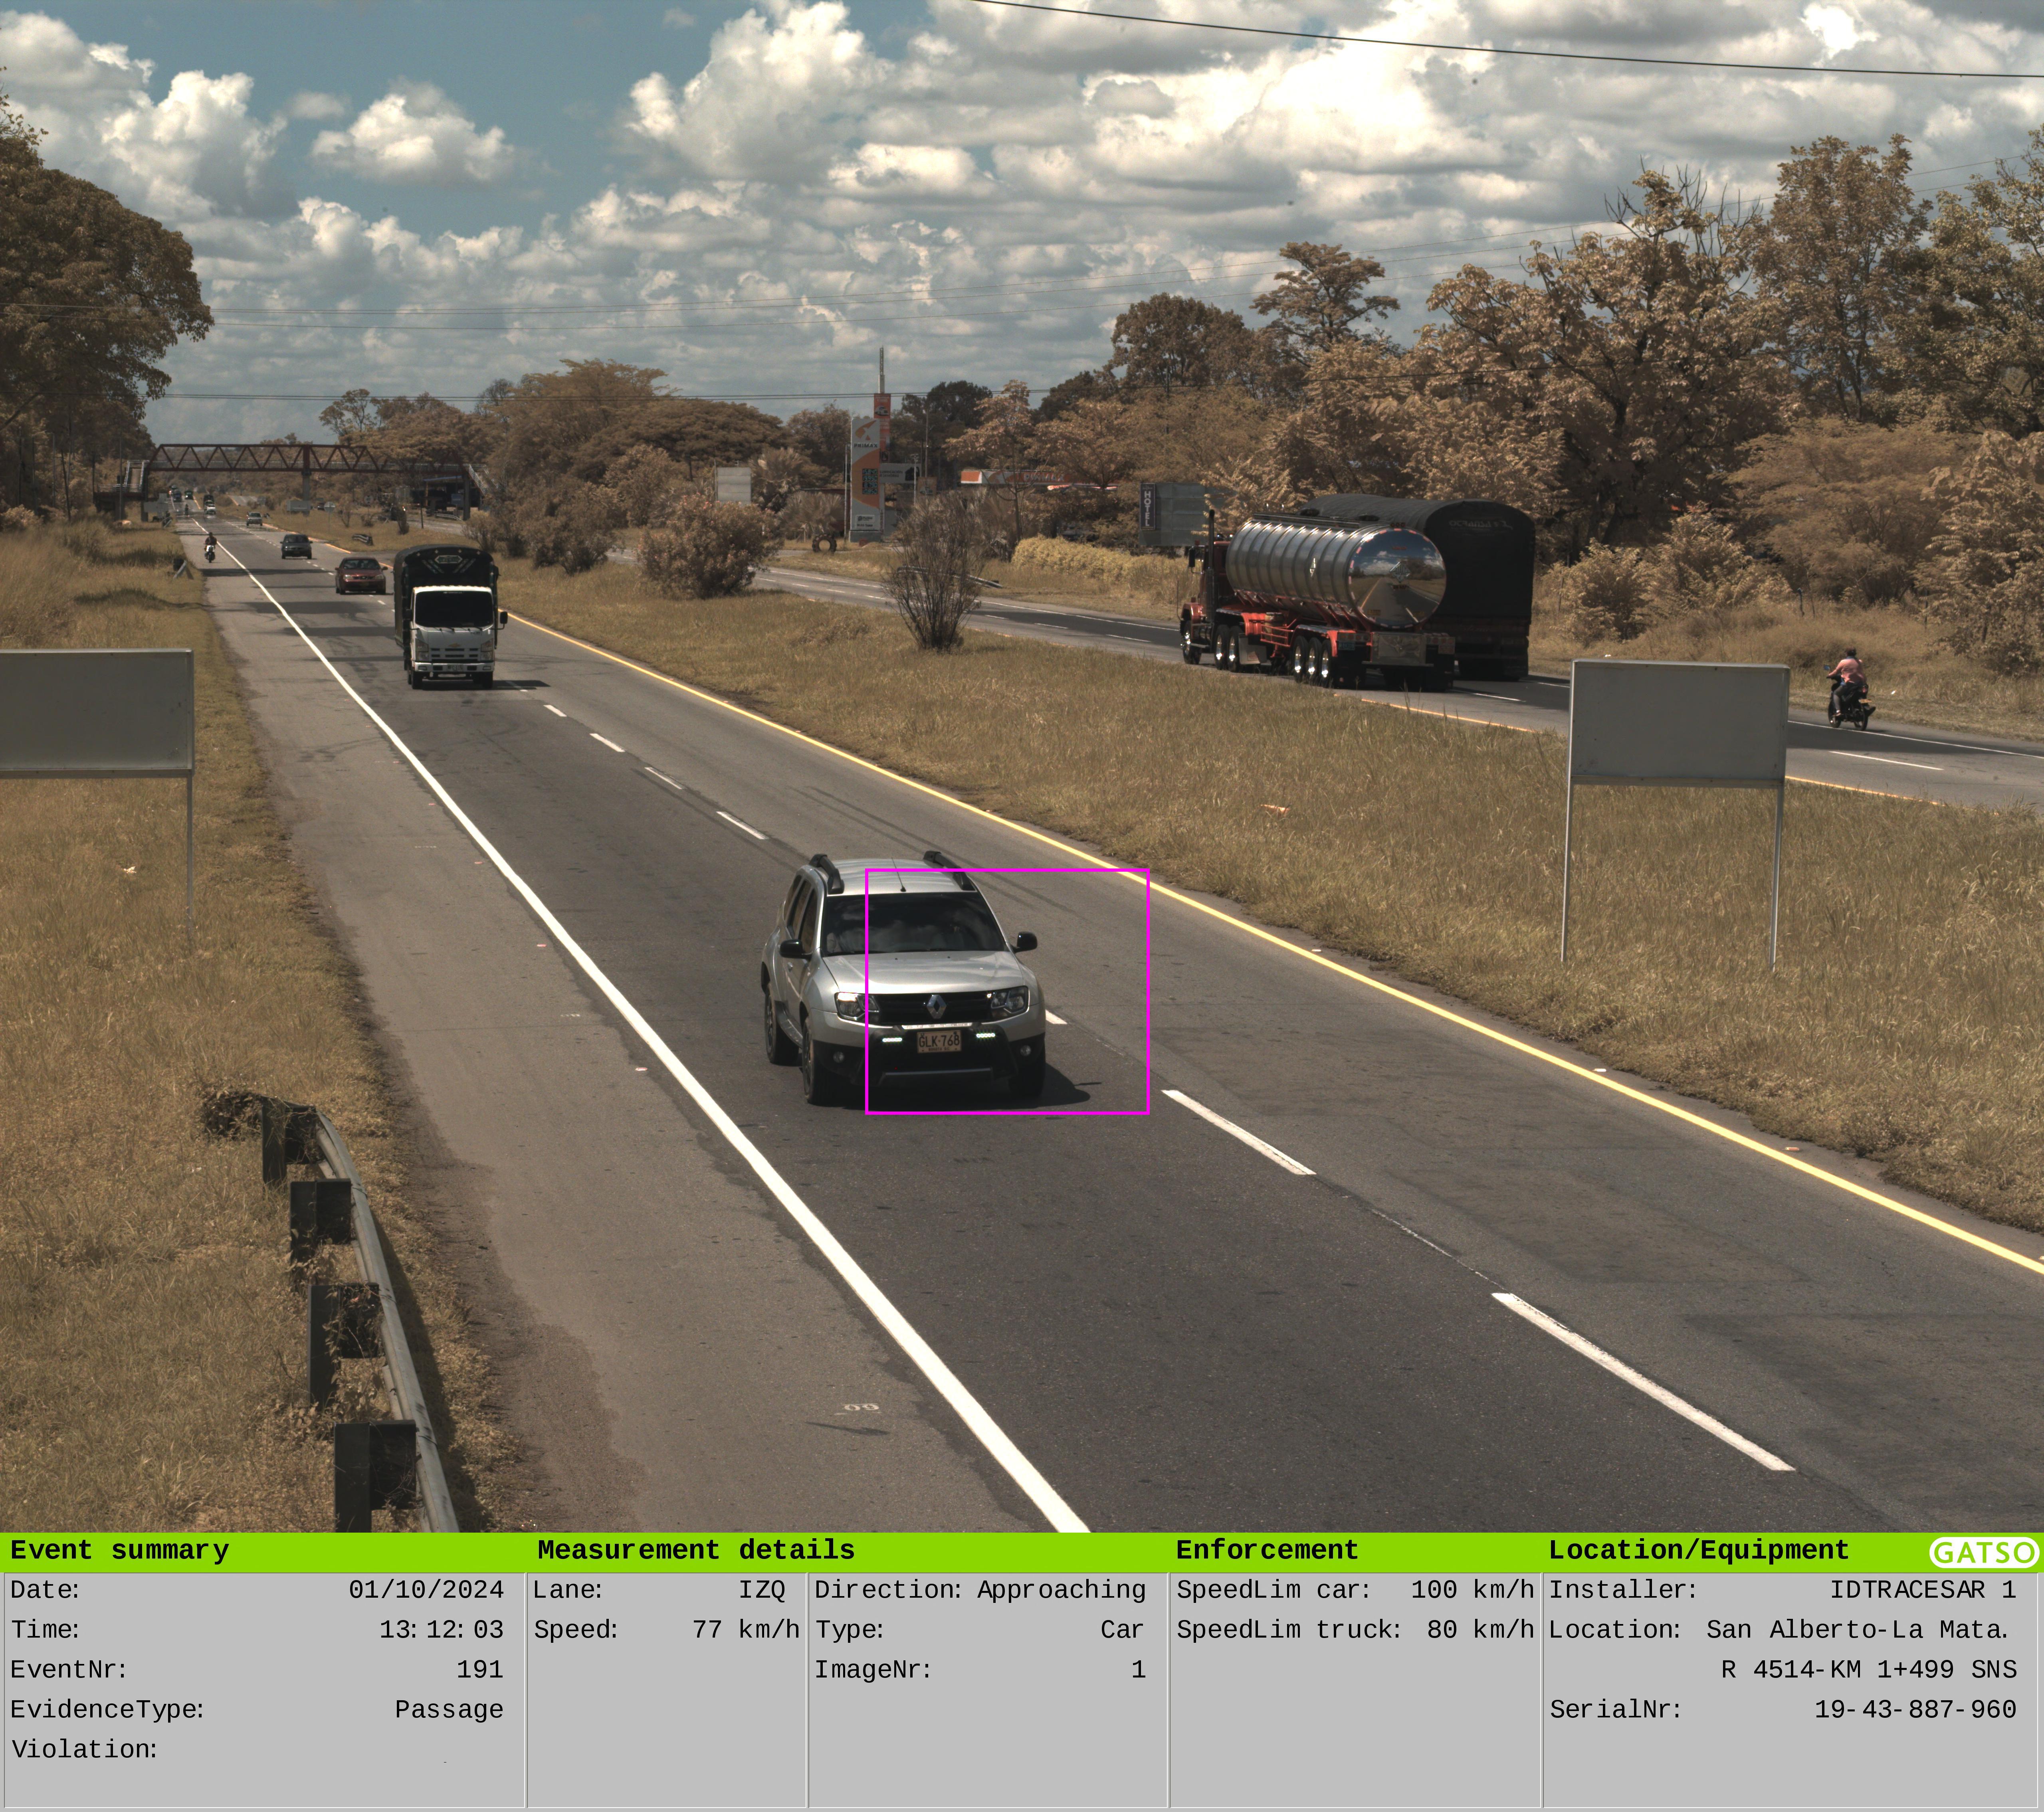 PRIMAX
HOTEL
GLK·768
60
Event summary
Date: 01/10/2024
Time: 13:12:03
EventNr: 191
EvidenceType: Passage
Violation:
Measurement details
Lane: IZQ
Speed: 77 km/h
Direction: Approaching
Type: Car
ImageNr: 1
Enforcement
SpeedLim car: 100 km/h
SpeedLim truck: 80 km/h
Location/Equipment
GATSO
Installer: IDTRACESAR 1
Location: San Alberto-La Mata.
R 4514-KM 1+499 SNS
SerialNr: 19-43-887-960